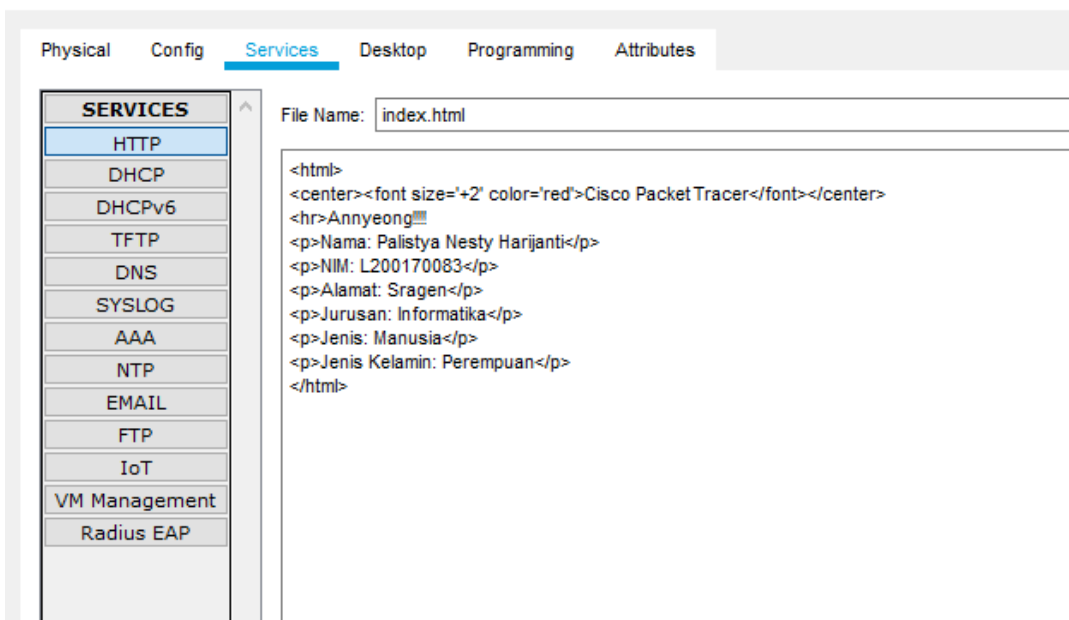 Physical Config Services Desktop Programming Attributes
SERVICES
HTTP
DHCP
DHCPv6
TFTP
DNS
SYSLOG
AAA
NTP
EMAIL
FTP
IoT
VM Management
Radius EAP
File Name: index.html
<html>
<center><font size='+2' color='red'>Cisco Packet Tracer</font></center>
<hr>Annyeong!!!!
<p>Nama: Palistya Nesty Harijanti</p>
<p>NIM: L200170083</p>
<p>Alamat: Sragen</p>
<p>Jurusan: Informatika</p>
<p>Jenis: Manusia</p>
<p>Jenis Kelamin: Perempuan</p>
</html>